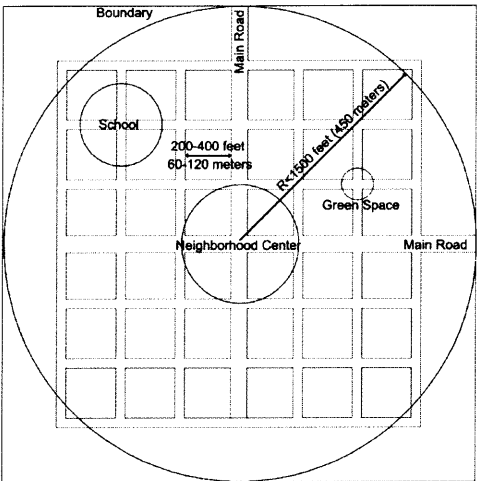 Boundary
Main Road
School
200-400 feet
60-120 meters
R<1500 feet (450 meters)
Green Space
Neighborhood Center
Main Road